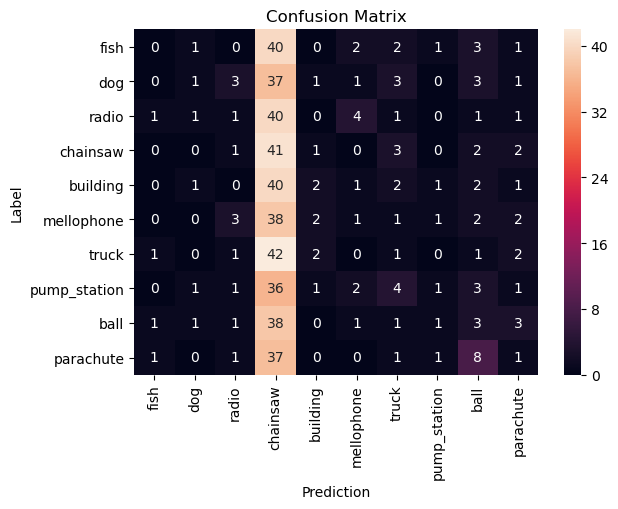 Confusion Matrix
fish 0 1 0 40 0 2 2 1 3 1
dog 0 1 3 37 1 1 3 0 3 1
radio 1 1 1 40 0 4 1 0 1 1
chainsaw 0 0 1 41 1 0 3 0 2 2
building 0 1 0 40 2 1 2 1 2 1
mellophone 0 0 3 38 2 1 1 1 2 2
truck 1 0 1 42 2 0 1 0 1 2
pump_station 0 1 1 36 1 2 4 1 3 1
ball 1 1 1 38 0 1 1 1 3 3
parachute 1 0 1 37 0 0 1 1 8 1
fish dog radio chainsaw building mellophone truck pump_station ball parachute
Prediction
Label
40
32
24
16
8
0